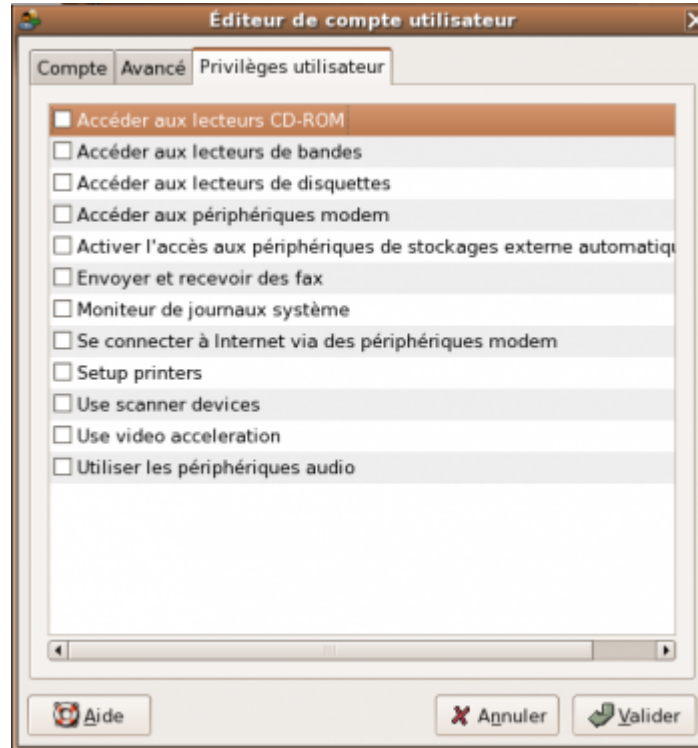 Éditeur de compte utilisateur
Compte Avancé Privilèges utilisateur
Accéder aux lecteurs CD-ROM
Accéder aux lecteurs de bandes
Accéder aux lecteurs de disquettes
Accéder aux périphériques modem
Activer l'accès aux périphériques de stockages externe automatiqu
Envoyer et recevoir des fax
Moniteur de journaux système
Se connecter à Internet via des périphériques modem
Setup printers
Use scanner devices
Use video acceleration
Utiliser les périphériques audio
Aide Annuler Valider